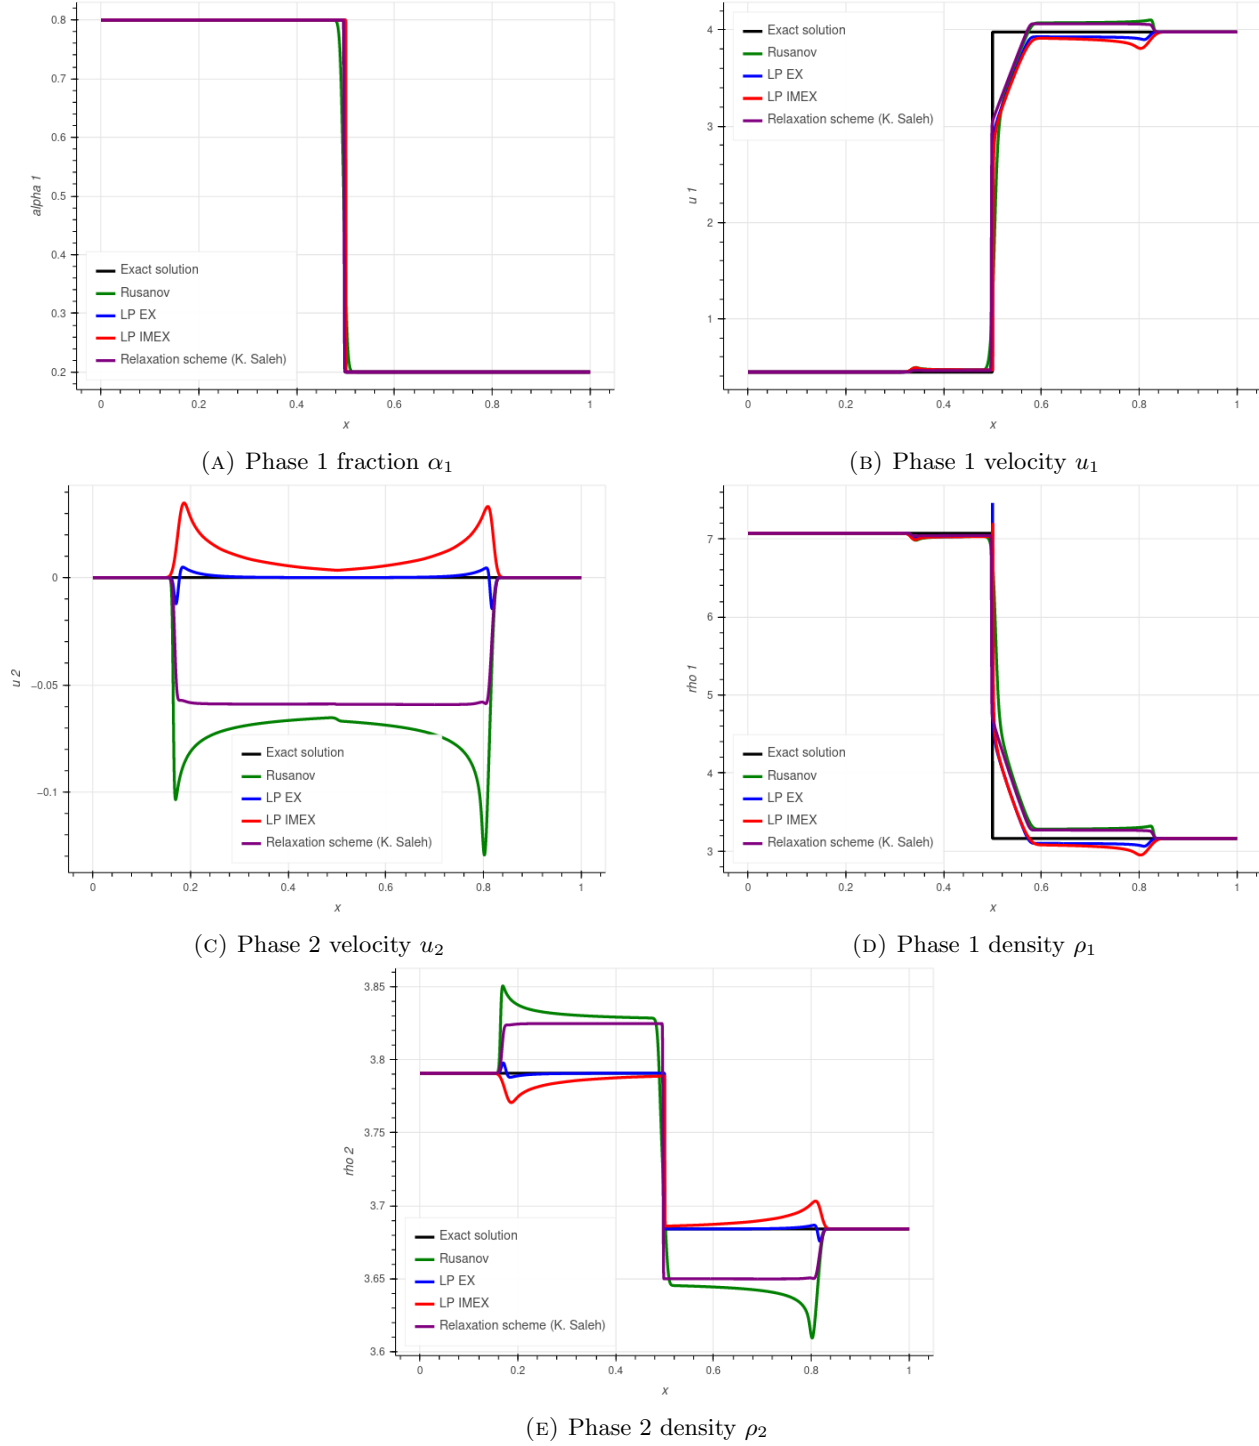 0.8
0.7
0.6
0.5
0.4
0.3
0.2
alpha 1
Exact solution
Rusanov
LP EX
LP IMEX
Relaxation scheme (K. Saleh)
0 0.2 0.4 0.6 0.8 1
x
(A) Phase 1 fraction α₁
4
3
2
1
u 1
Exact solution
Rusanov
LP EX
LP IMEX
Relaxation scheme (K. Saleh)
0 0.2 0.4 0.6 0.8 1
x
(B) Phase 1 velocity u₁
0
−0.05
−0.1
u 2
Exact solution
Rusanov
LP EX
LP IMEX
Relaxation scheme (K. Saleh)
0 0.2 0.4 0.6 0.8 1
x
(C) Phase 2 velocity u₂
7
6
5
4
3
rho 1
Exact solution
Rusanov
LP EX
LP IMEX
Relaxation scheme (K. Saleh)
0 0.2 0.4 0.6 0.8 1
x
(D) Phase 1 density ρ₁
3.85
3.8
3.75
3.7
3.65
3.6
rho 2
Exact solution
Rusanov
LP EX
LP IMEX
Relaxation scheme (K. Saleh)
0 0.2 0.4 0.6 0.8 1
x
(E) Phase 2 density ρ₂